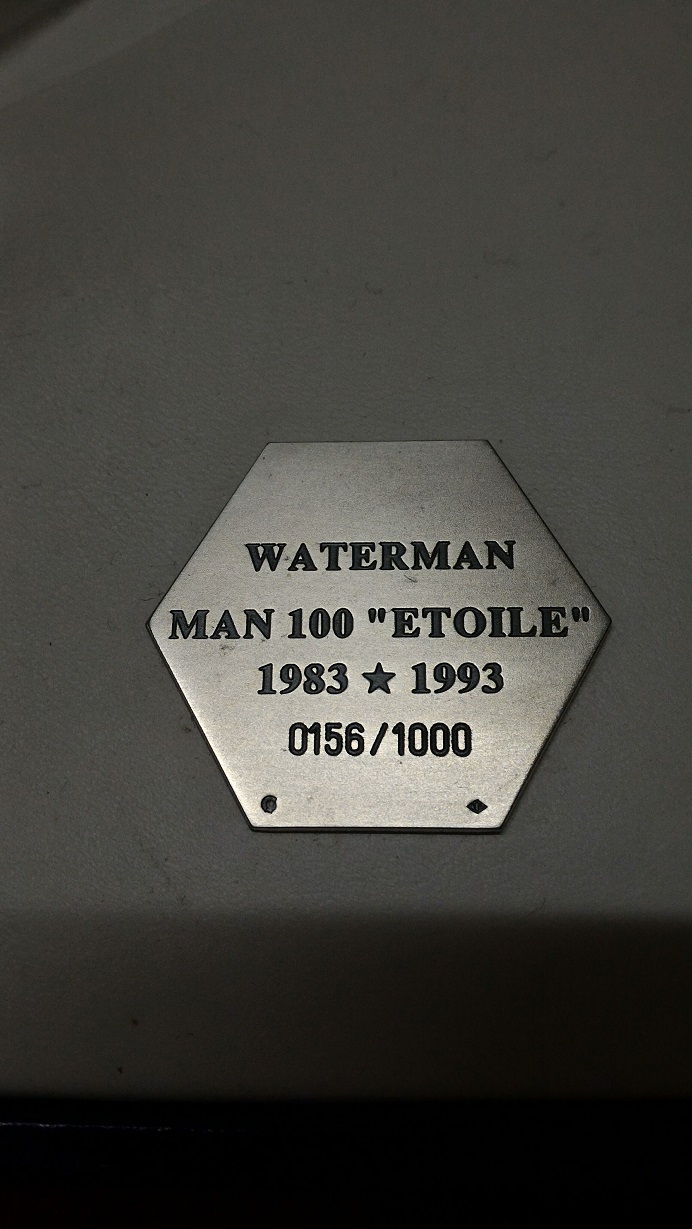 WATERMAN
MAN 100 "ETOILE"
1983 ★ 1993
0156/1000